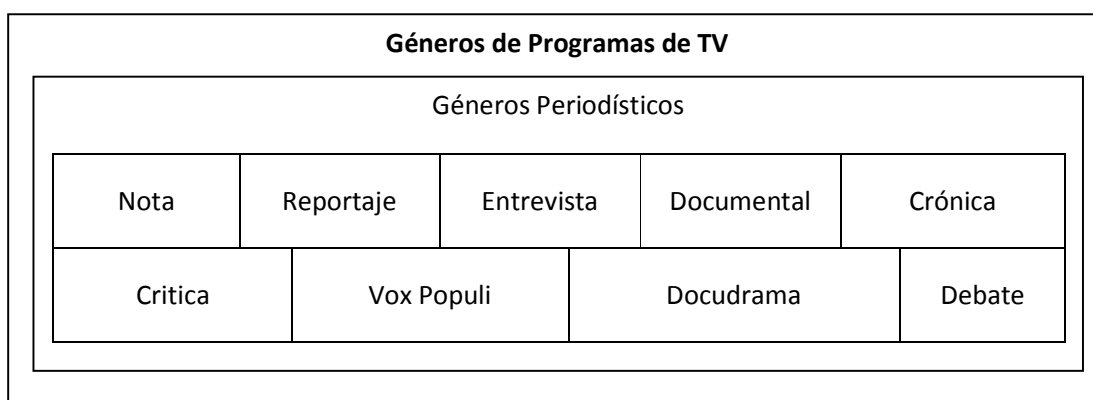 Géneros de Programas de TV
Géneros Periodísticos
Nota Reportaje Entrevista Documental Crónica
Critica Vox Populi Docudrama Debate